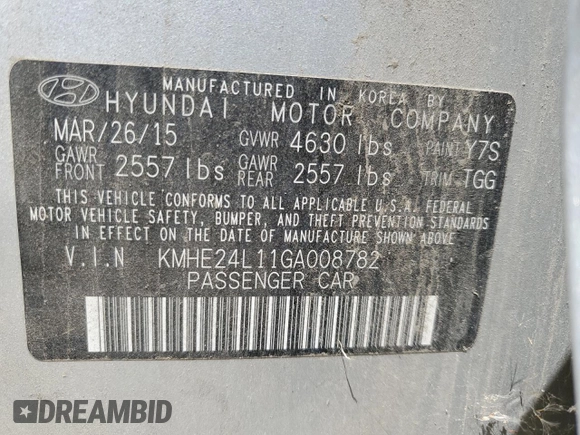 MANUFACTURED IN KOREA BY
HYUNDAI MOTOR COMPANY
MAR/26/15 GVWR 4630 lbs PAINT Y7S
GAWR FRONT 2557 lbs GAWR REAR 2557 lbs TRIM TGG
THIS VEHICLE CONFORMS TO ALL APPLICABLE U.S.A. FEDERAL
MOTOR VEHICLE SAFETY, BUMPER, AND THEFT PREVENTION STANDARDS
IN EFFECT ON THE DATE OF MANUFACTURE SHOWN ABOVE.
V.I.N KMHE24L11GA008782
PASSENGER CAR
DREAMBID